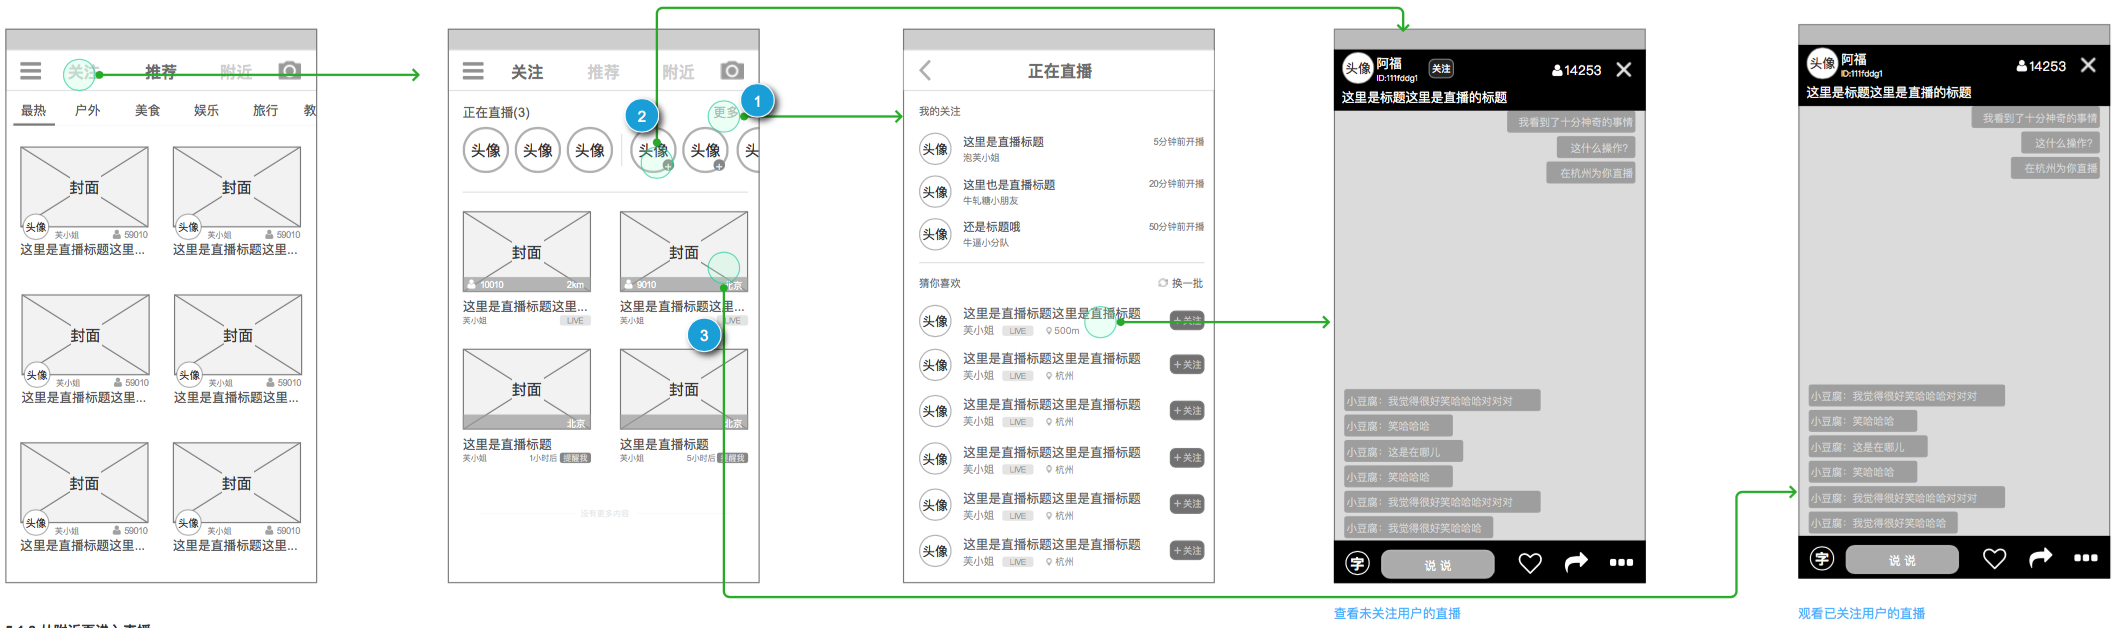 关注 推荐 附近
最热 户外 美食 娱乐 旅行 教
封面 封面
头像 芙小姐 59010 头像 芙小姐 59010
这里是直播标题这里... 这里是直播标题这里...
封面 封面
头像 芙小姐 59010 头像 芙小姐 59010
这里是直播标题这里... 这里是直播标题这里...
封面 封面
头像 芙小姐 59010 头像 芙小姐 59010
这里是直播标题这里... 这里是直播标题这里...
关注 推荐 附近
正在直播(3) 更多
1
2
头像 头像 头像 头像 头像 头
封面 封面
10010 2km 9010 北京
这里是直播标题这里... 这里是直播标题这里...
芙小姐 LIVE 芙小姐 LIVE
3
封面 封面
北京 北京
这里是直播标题 这里是直播标题
芙小姐 1小时后 提醒我 芙小姐 5小时后 提醒我
没有更多内容
正在直播
我的关注
头像 这里是直播标题 5分钟前开播
泡芙小姐
头像 这里也是直播标题 20分钟前开播
牛轧糖小朋友
头像 还是标题哦 50分钟前开播
牛逼小分队
猜你喜欢 换一批
头像 这里是直播标题这里是直播标题 +关注
芙小姐 LIVE 500m
头像 这里是直播标题这里是直播标题 +关注
芙小姐 LIVE 杭州
头像 这里是直播标题这里是直播标题 +关注
芙小姐 LIVE 杭州
头像 这里是直播标题这里是直播标题 +关注
芙小姐 LIVE 杭州
头像 这里是直播标题这里是直播标题 +关注
芙小姐 LIVE 杭州
头像 这里是直播标题这里是直播标题 +关注
芙小姐 LIVE 杭州
头像 阿福 关注 14253
ID:111fddg1
这里是标题这里是直播的标题
我看到了十分神奇的事情
这什么操作?
在杭州为你直播
小豆腐：我觉得很好笑哈哈哈对对对
小豆腐：笑哈哈哈
小豆腐：这是在哪儿
小豆腐：笑哈哈哈
小豆腐：我觉得很好笑哈哈哈对对对
小豆腐：我觉得很好笑哈哈哈
字 说 说
查看未关注用户的直播
头像 阿福 14253
ID:111fddg1
这里是标题这里是直播的标题
我看到了十分神奇的事情
这什么操作?
在杭州为你直播
小豆腐：我觉得很好笑哈哈哈对对对
小豆腐：笑哈哈哈
小豆腐：这是在哪儿
小豆腐：笑哈哈哈
小豆腐：我觉得很好笑哈哈哈对对对
小豆腐：我觉得很好笑哈哈哈
字 说 说
观看已关注用户的直播